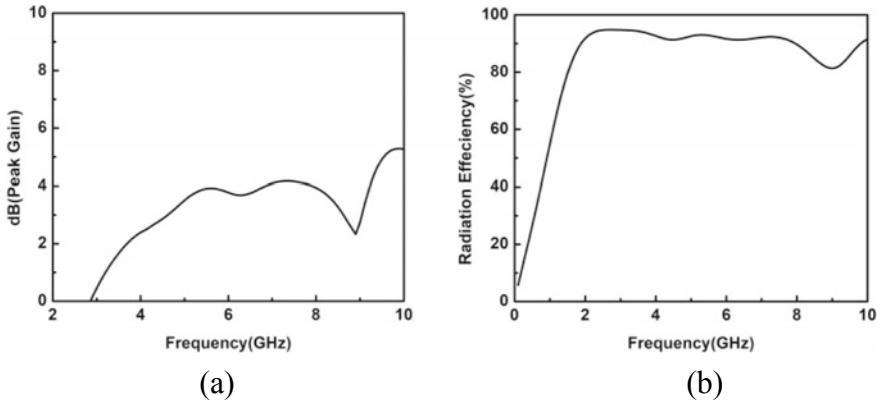 10
8
6
4
2
0
dB(Peak Gain)
2 4 6 8 10
Frequency(GHz)
(a)
100
80
60
40
20
0
Radiation Effeciency(%)
0 2 4 6 8 10
Frequency(GHz)
(b)